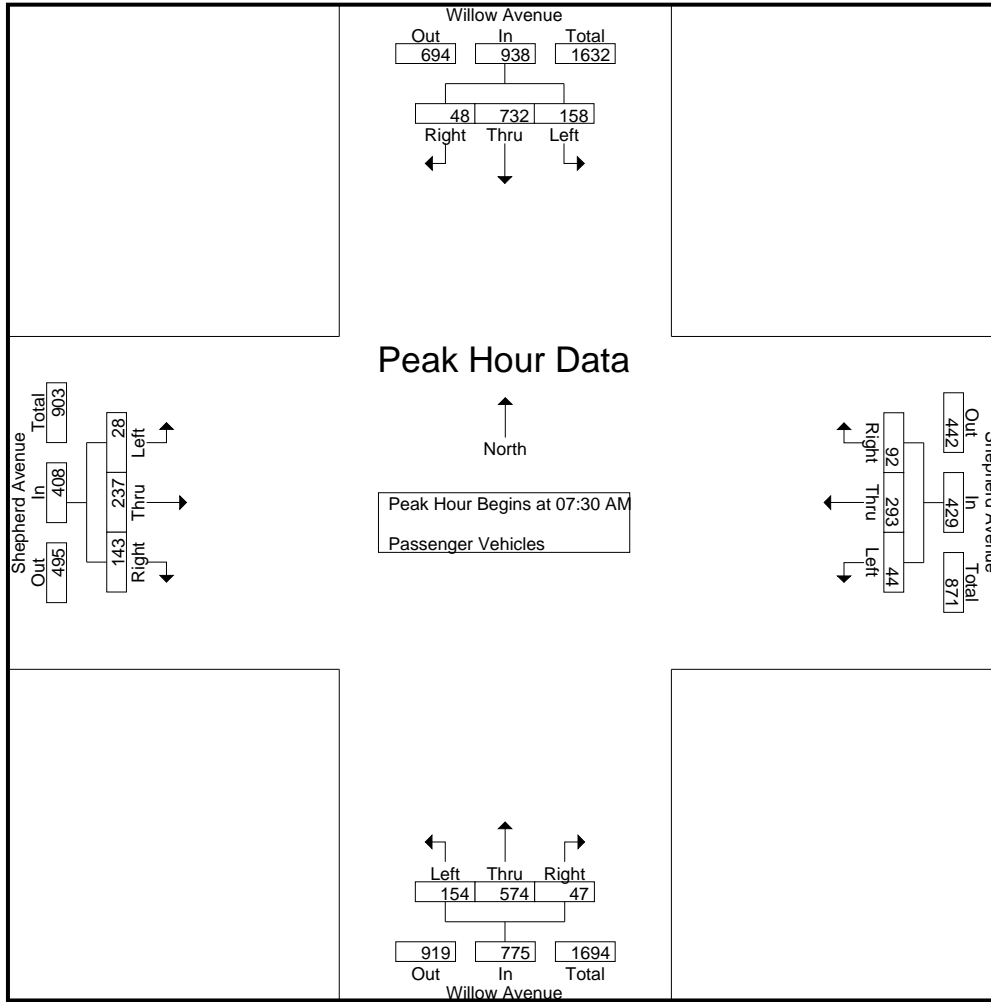 Willow Avenue
Out In Total
694 938 1632
48 732 158
Right Thru Left
Peak Hour Data
North
Peak Hour Begins at 07:30 AM
Passenger Vehicles
Shepherd Avenue
Out In Total
495 408 903
Left Thru Right
28 237 143
Shepherd Avenue
Out In Total
442 429 871
Right Thru Left
92 293 44
Left Thru Right
154 574 47
919 775 1694
Out In Total
Willow Avenue